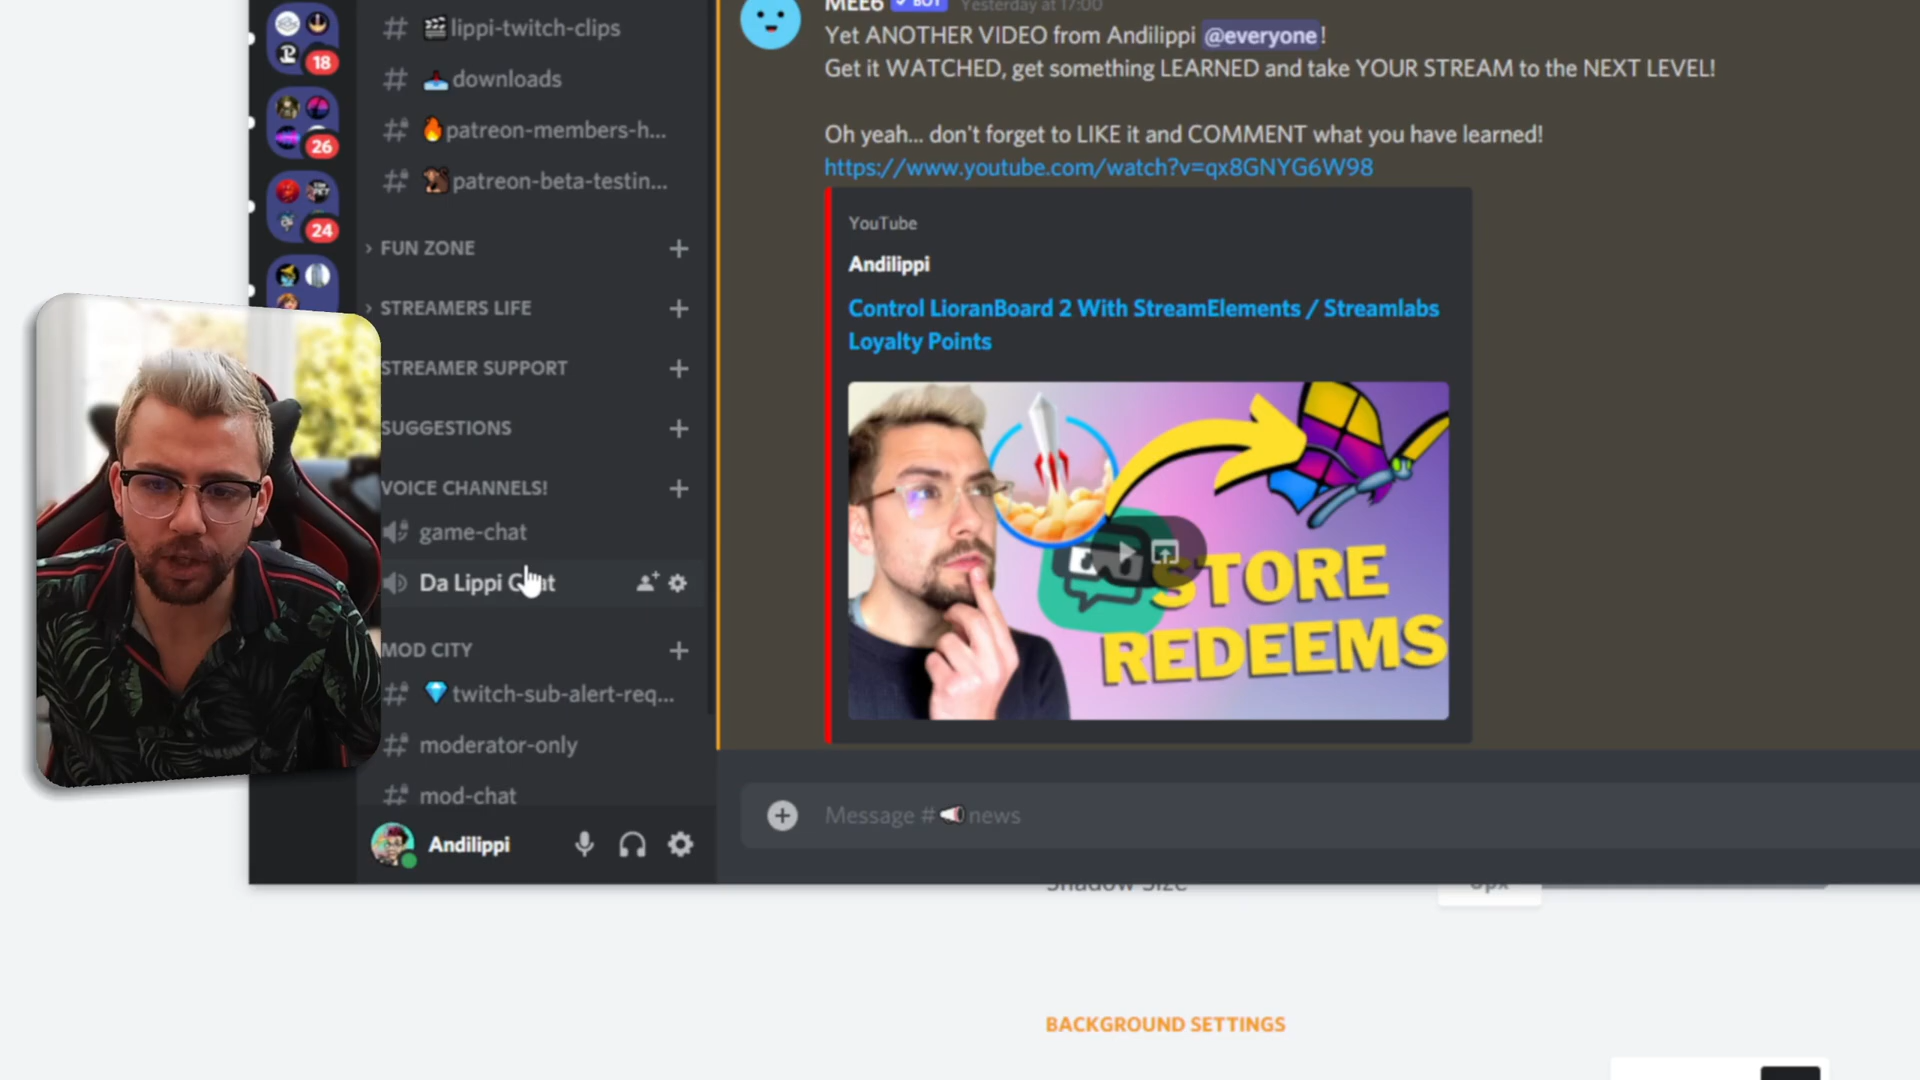 lippi-twitch-clips
downloads
patreon-members-h...
patreon-beta-testin...
FUN ZONE
STREAMERS LIFE
STREAMER SUPPORT
SUGGESTIONS
VOICE CHANNELS!
game-chat
Da Lippi
MOD CITY
twitch-sub-alert-req...
moderator-only
mod-chat
Andilippi
18
26
24
MEE6 ✓ BOT Yesterday at 17:00
Yet ANOTHER VIDEO from Andilippi @everyone!
Get it WATCHED, get something LEARNED and take YOUR STREAM to the NEXT LEVEL!
Oh yeah... don't forget to LIKE it and COMMENT what you have learned!
https://www.youtube.com/watch?v=qx8GNYG6W98
YouTube
Andilippi
Control LioranBoard 2 With StreamElements / Streamlabs
Loyalty Points
STORE
REDEEMS
Message #news
Shadow Size
BACKGROUND SETTINGS